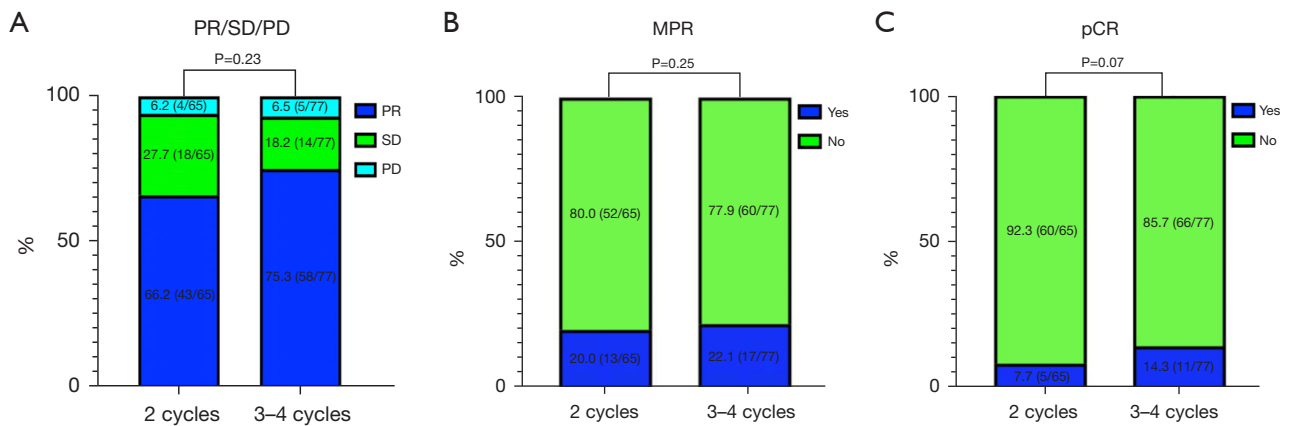 A
PR/SD/PD
P=0.23
100
50
0
%
6.2 (4/65)
27.7 (18/65)
66.2 (43/65)
6.5 (5/77)
18.2 (14/77)
75.3 (58/77)
PR
SD
PD
2 cycles
3–4 cycles
B
MPR
P=0.25
100
50
0
%
80.0 (52/65)
20.0 (13/65)
77.9 (60/77)
22.1 (17/77)
Yes
No
2 cycles
3–4 cycles
C
pCR
P=0.07
100
50
0
%
92.3 (60/65)
7.7 (5/65)
85.7 (66/77)
14.3 (11/77)
Yes
No
2 cycles
3–4 cycles